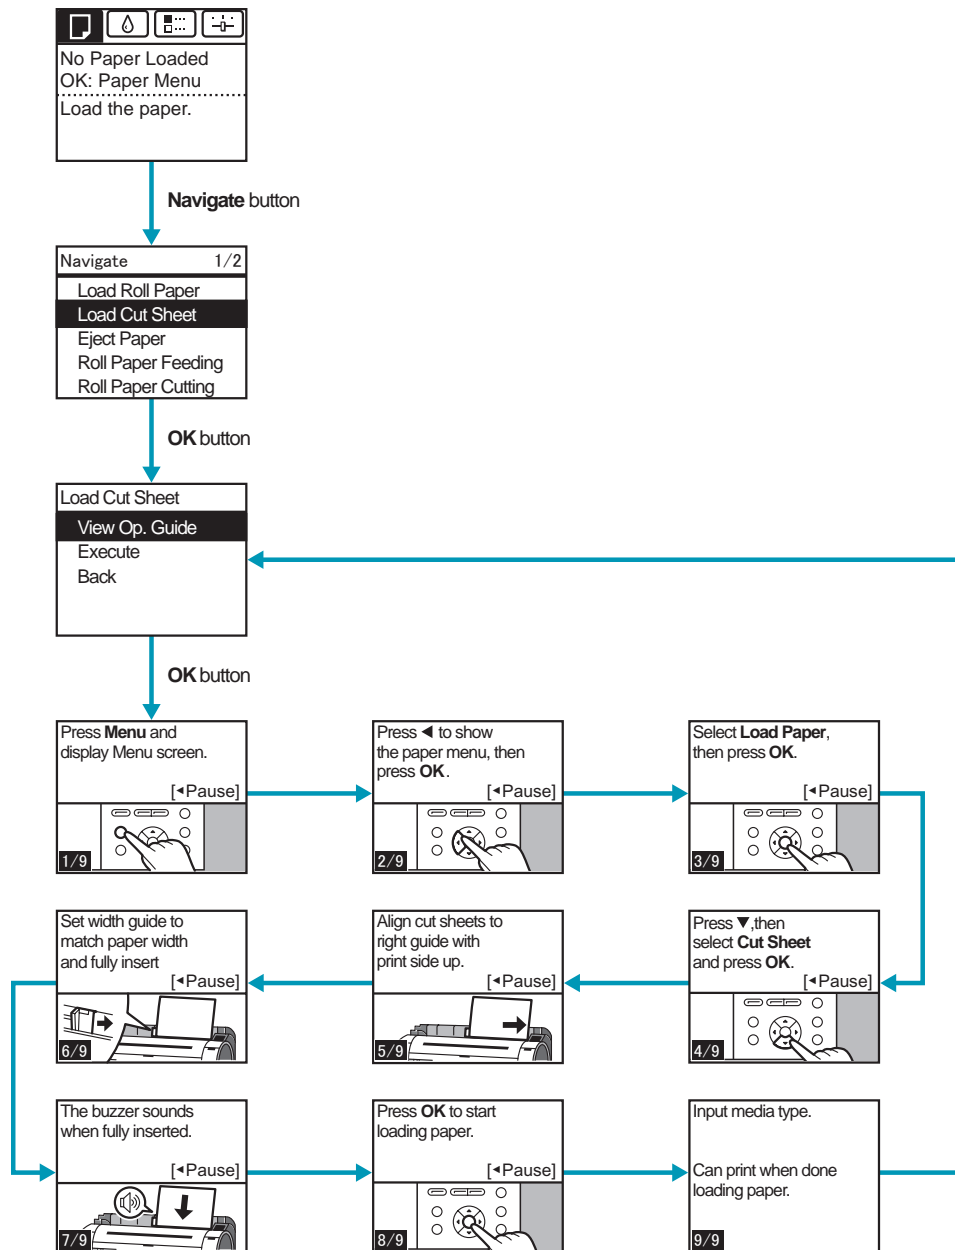 No Paper Loaded
OK: Paper Menu
Load the paper.
Navigate button
Navigate 1/2
Load Roll Paper
Load Cut Sheet
Eject Paper
Roll Paper Feeding
Roll Paper Cutting
OK button
Load Cut Sheet
View Op. Guide
Execute
Back
OK button
Press Menu and
display Menu screen.
[◂Pause]
1/9
Press ◀ to show
the paper menu, then
press OK.
[◂Pause]
2/9
Select Load Paper,
then press OK.
[◂Pause]
3/9
Set width guide to
match paper width
and fully insert
[◂Pause]
6/9
Align cut sheets to
right guide with
print side up.
[◂Pause]
5/9
Press ▼,then
select Cut Sheet
and press OK.
[◂Pause]
4/9
The buzzer sounds
when fully inserted.
[◂Pause]
7/9
Press OK to start
loading paper.
[◂Pause]
8/9
Input media type.
Can print when done
loading paper.
9/9